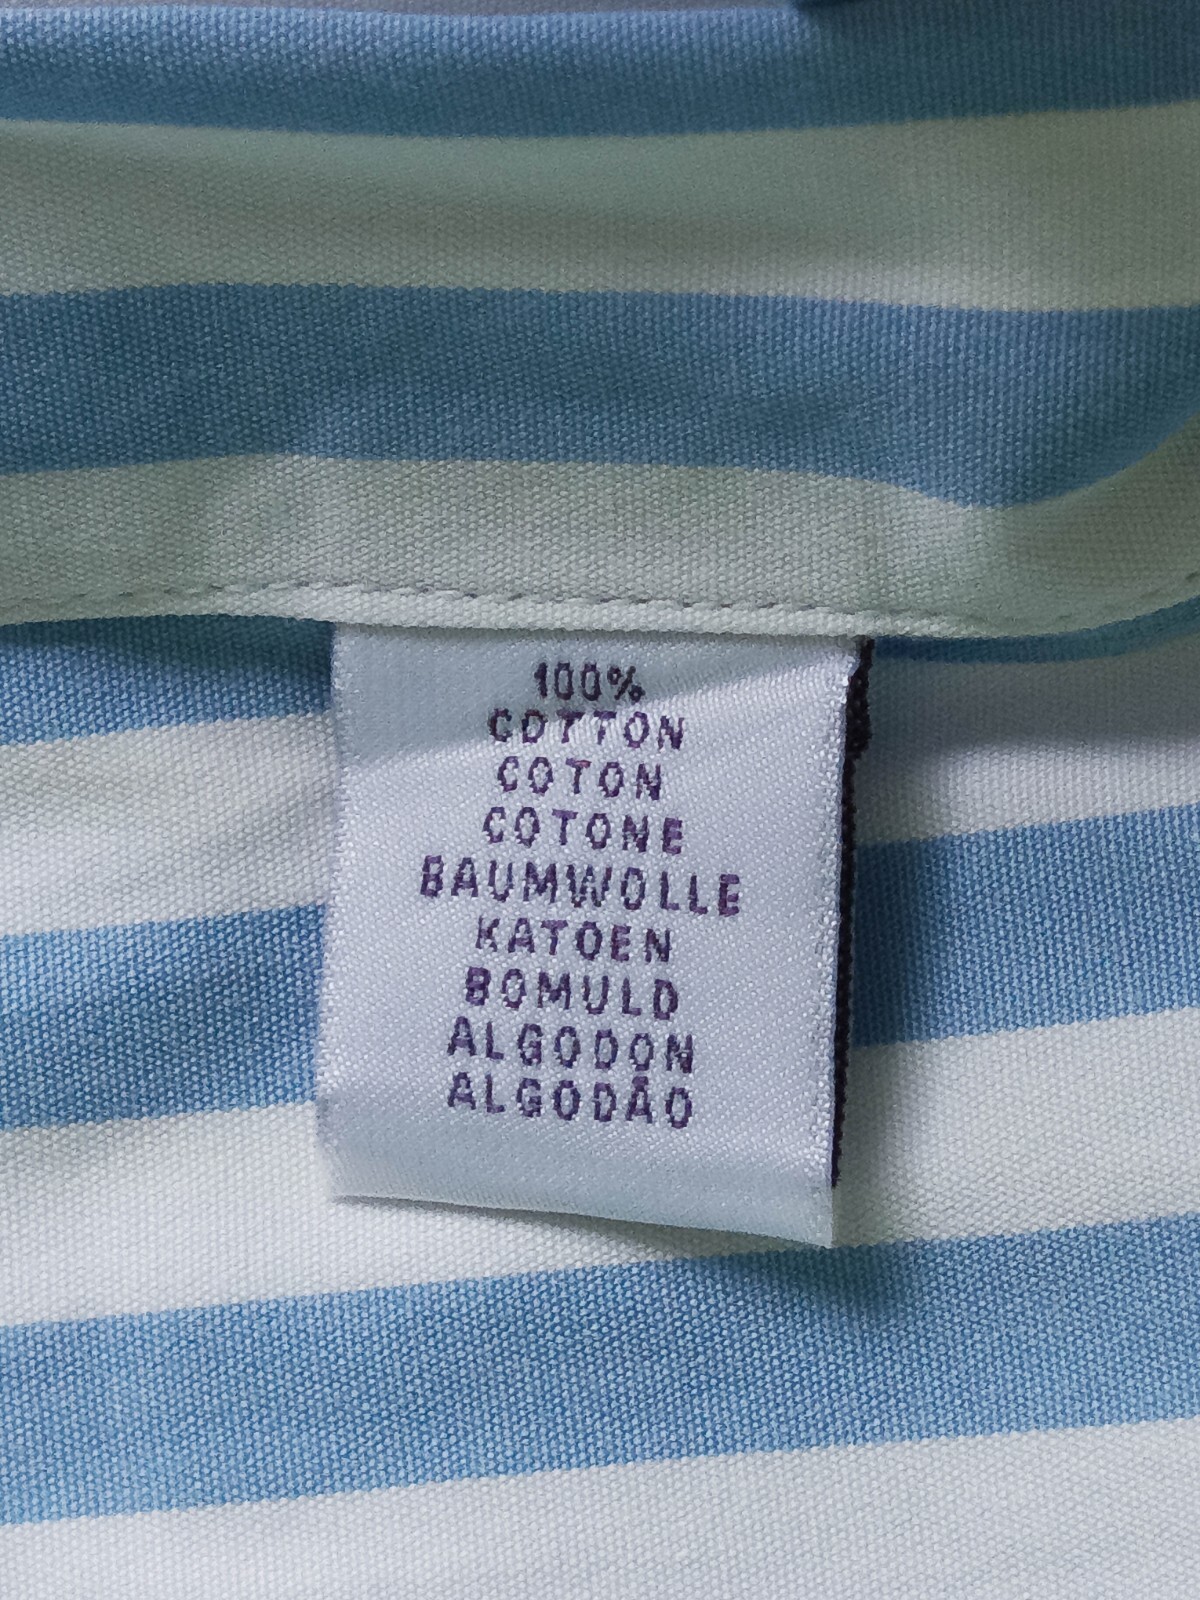 100%
COTTON
COTON
COTONE
BAUMWOLLE
KATOEN
BOMULD
ALGODON
ALGODÃO